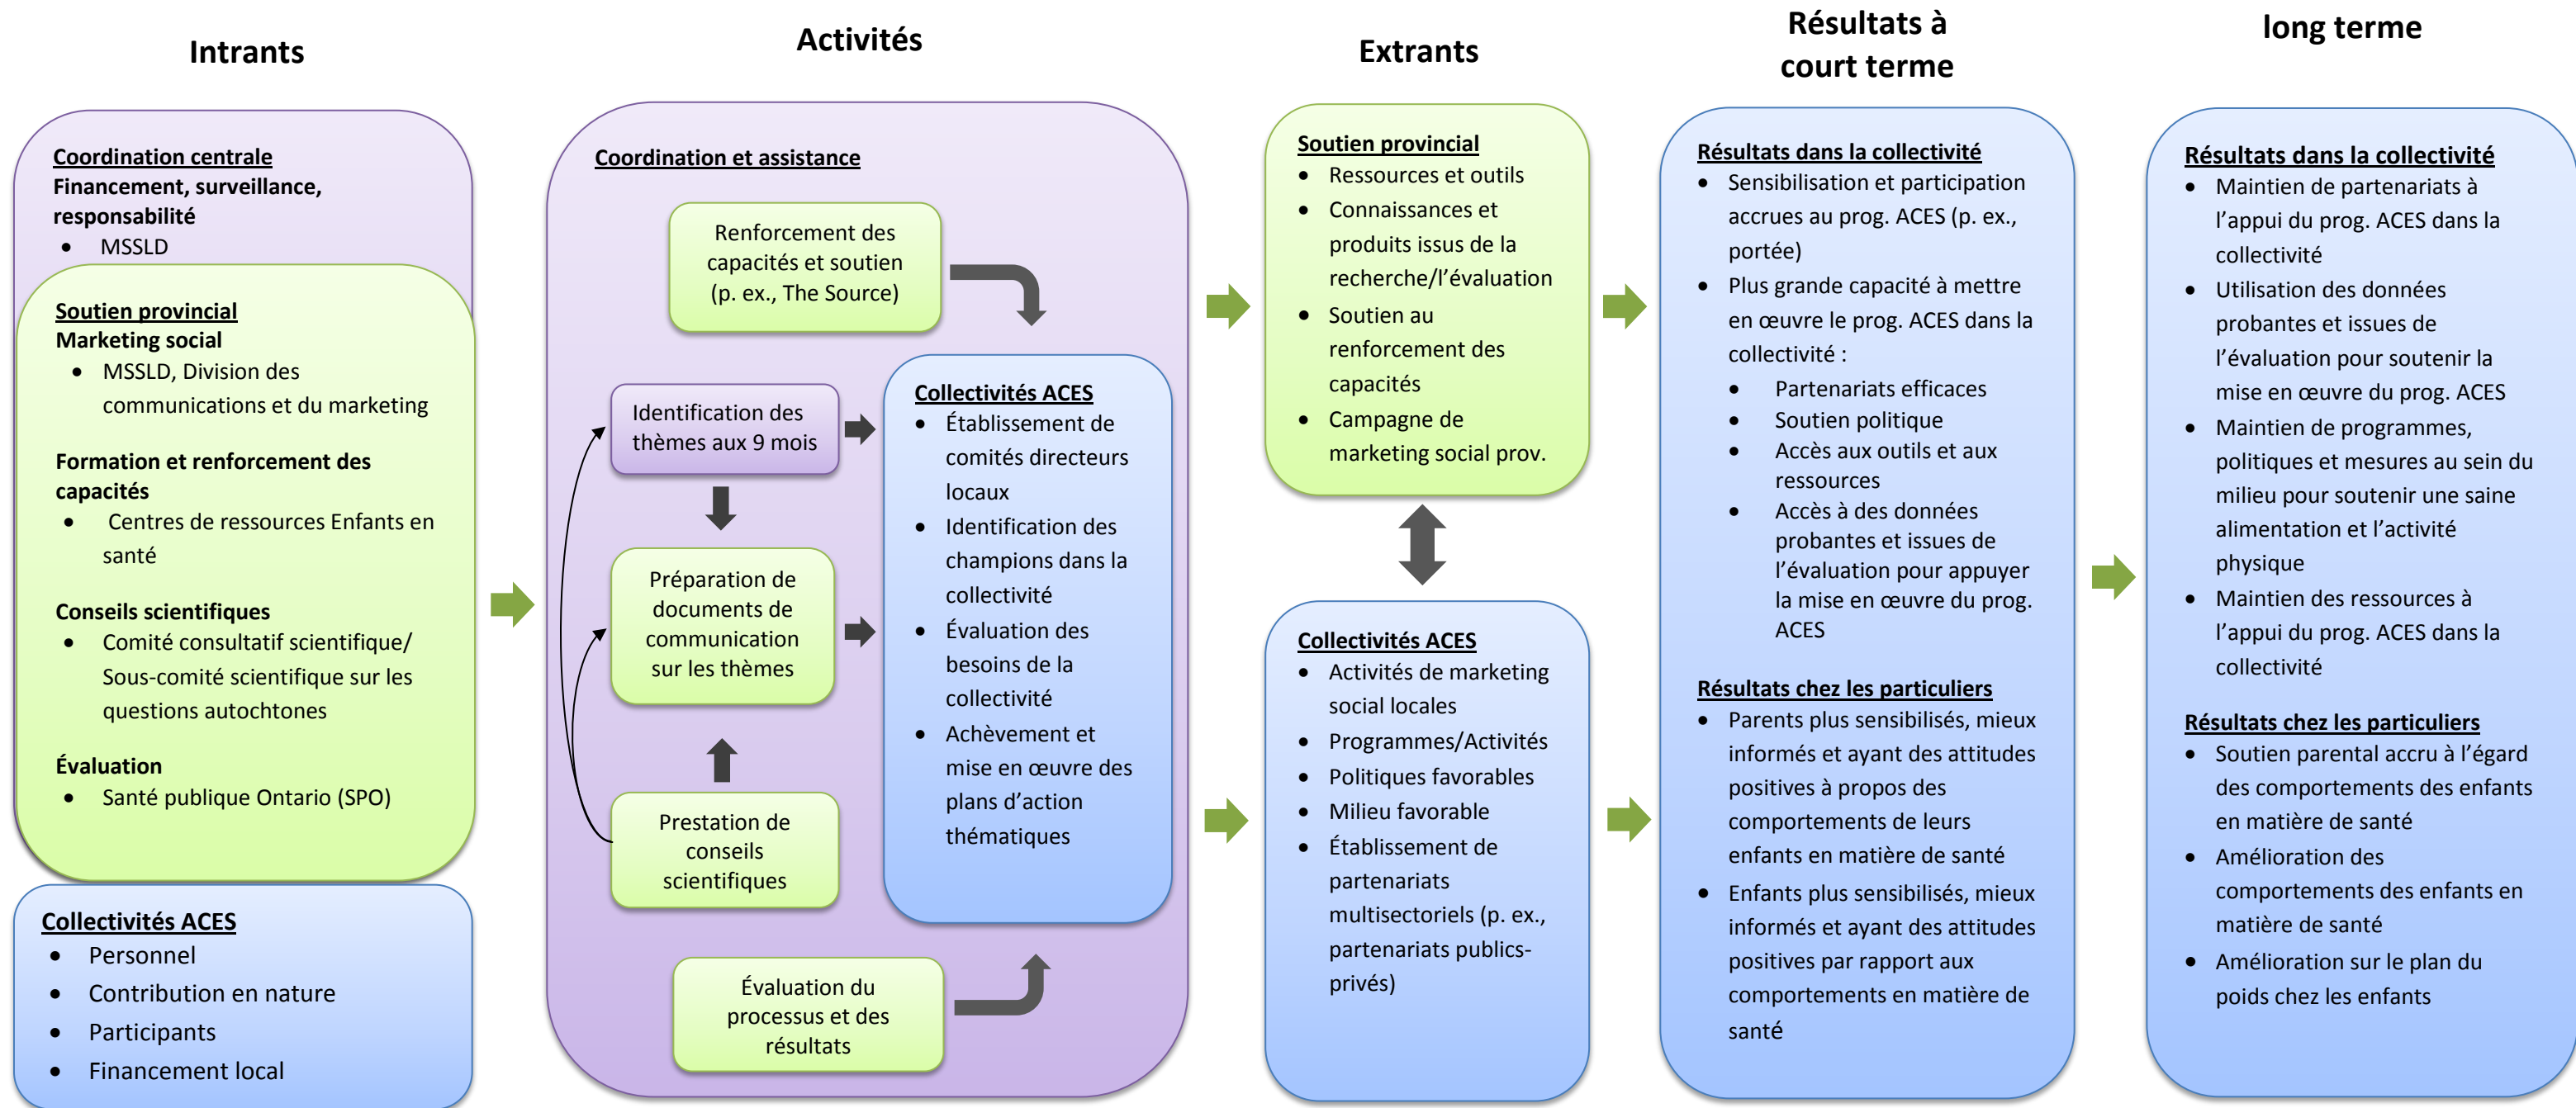 Intrants
Coordination centrale
Financement, surveillance,
responsabilité
• MSSLD
Soutien provincial
Marketing social
• MSSLD, Division des
communications et du marketing
Formation et renforcement des
capacités
• Centres de ressources Enfants en
santé
Conseils scientifiques
• Comité consultatif scientifique/
Sous-comité scientifique sur les
questions autochtones
Évaluation
• Santé publique Ontario (SPO)
Collectivités ACES
• Personnel
• Contribution en nature
• Participants
• Financement local
Activités
Coordination et assistance
Renforcement des
capacités et soutien
(p. ex., The Source)
Identification des
thèmes aux 9 mois
Préparation de
documents de
communication
sur les thèmes
Prestation de
conseils
scientifiques
Évaluation du
processus et des
résultats
Collectivités ACES
• Établissement de
comités directeurs
locaux
• Identification des
champions dans la
collectivité
• Évaluation des
besoins de la
collectivité
• Achèvement et
mise en œuvre des
plans d'action
thématiques
Extrants
Soutien provincial
• Ressources et outils
• Connaissances et
produits issus de la
recherche/l'évaluation
• Soutien au
renforcement des
capacités
• Campagne de
marketing social prov.
Collectivités ACES
• Activités de marketing
social locales
• Programmes/Activités
• Politiques favorables
• Milieu favorable
• Établissement de
partenariats
multisectoriels (p. ex.,
partenariats publics-
privés)
Résultats à
court terme
Résultats dans la collectivité
• Sensibilisation et participation
accrues au prog. ACES (p. ex.,
portée)
• Plus grande capacité à mettre
en œuvre le prog. ACES dans la
collectivité :
• Partenariats efficaces
• Soutien politique
• Accès aux outils et aux
ressources
• Accès à des données
probantes et issues de
l'évaluation pour appuyer
la mise en œuvre du prog.
ACES
Résultats chez les particuliers
• Parents plus sensibilisés, mieux
informés et ayant des attitudes
positives à propos des
comportements de leurs
enfants en matière de santé
• Enfants plus sensibilisés, mieux
informés et ayant des attitudes
positives par rapport aux
comportements en matière de
santé
long terme
Résultats dans la collectivité
• Maintien de partenariats à
l'appui du prog. ACES dans la
collectivité
• Utilisation des données
probantes et issues de
l'évaluation pour soutenir la
mise en œuvre du prog. ACES
• Maintien de programmes,
politiques et mesures au sein du
milieu pour soutenir une saine
alimentation et l'activité
physique
• Maintien des ressources à
l'appui du prog. ACES dans la
collectivité
Résultats chez les particuliers
• Soutien parental accru à l'égard
des comportements des enfants
en matière de santé
• Amélioration des
comportements des enfants en
matière de santé
• Amélioration sur le plan du
poids chez les enfants